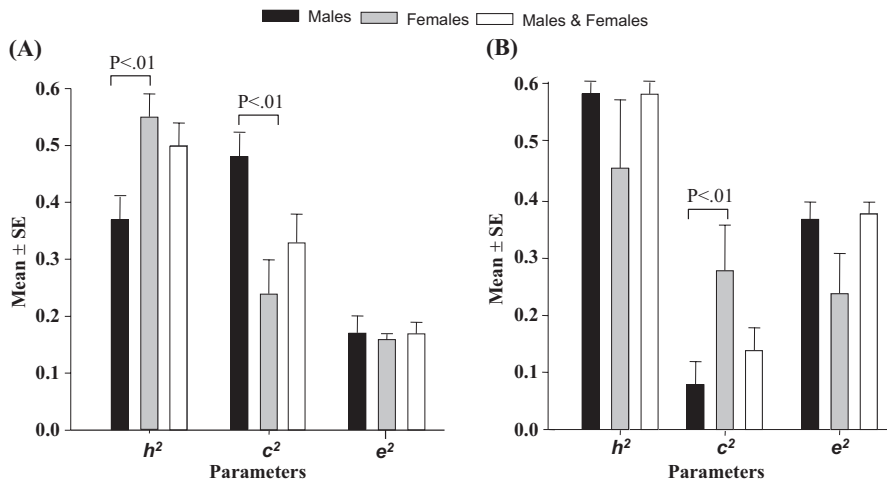 Males Females Males & Females
(A)
P<.01
P<.01
0.6
0.5
0.4
0.3
0.2
0.1
0.0
Mean ± SE
h² c² e²
Parameters
(B)
P<.01
0.6
0.5
0.4
0.3
0.2
0.1
0.0
Mean ± SE
h² c² e²
Parameters